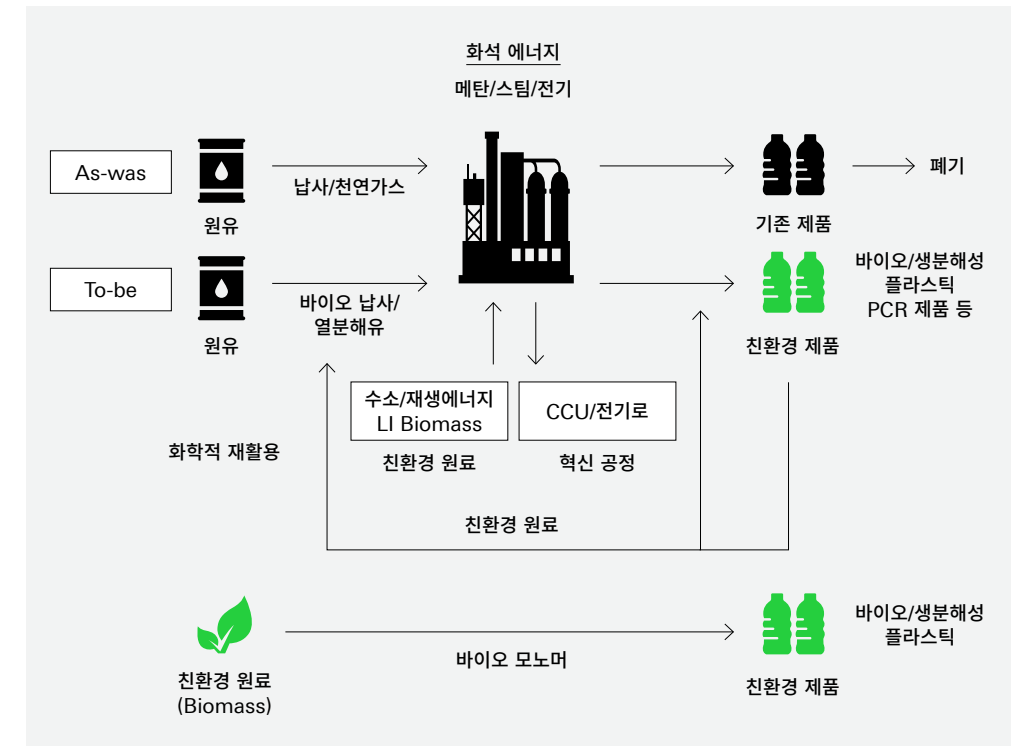 화석 에너지
메탄/스팀/전기
As-was
원유
납사/천연가스
기존 제품
폐기
To-be
원유
바이오 납사/
열분해유
친환경 제품
바이오/생분해성
플라스틱
PCR 제품 등
수소/재생에너지
LI Biomass
친환경 원료
CCU/전기로
혁신 공정
화학적 재활용
친환경 원료
친환경 원료
(Biomass)
바이오 모노머
친환경 제품
바이오/생분해성
플라스틱